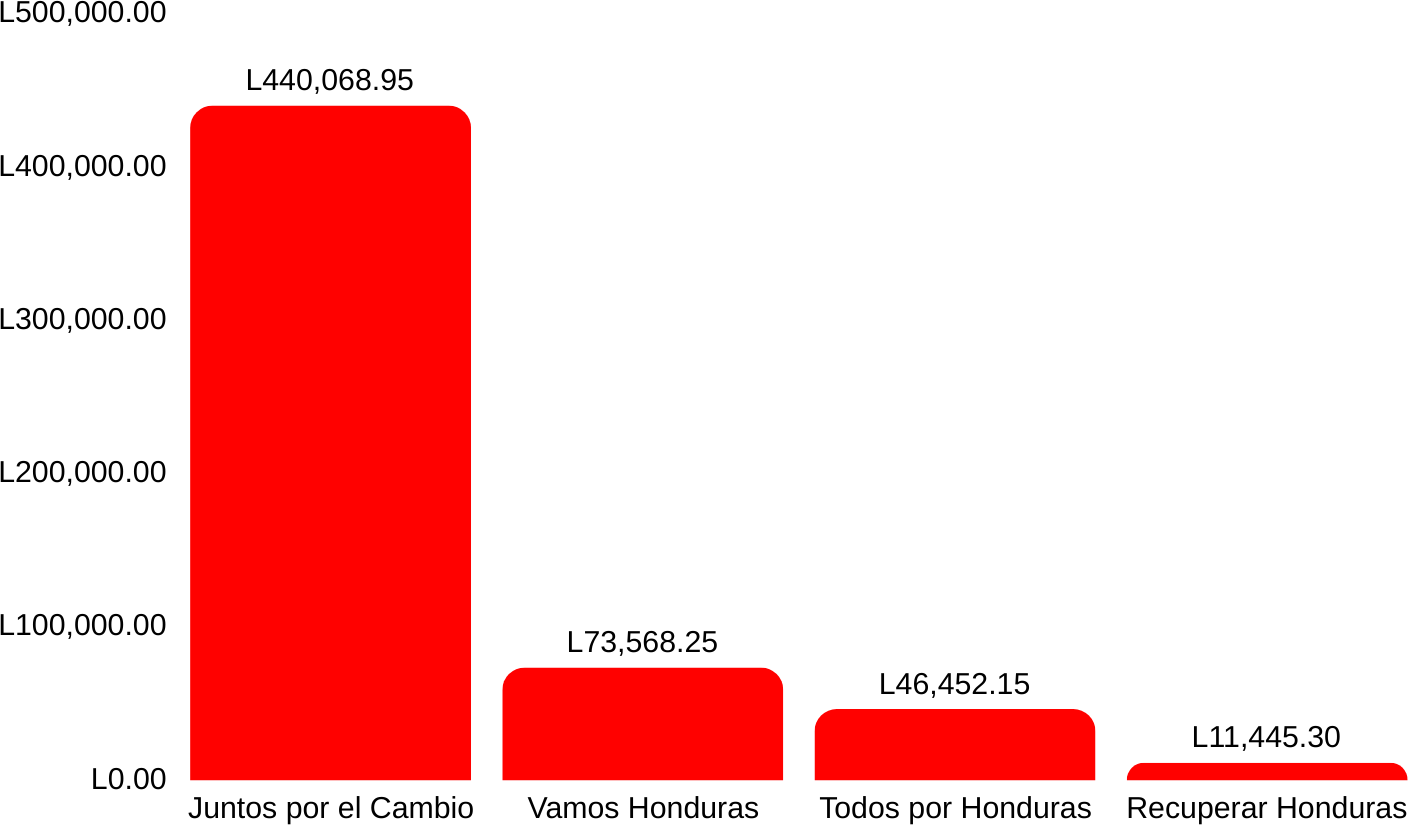 L500,000.00
L440,068.95
L400,000.00
L300,000.00
L200,000.00
L100,000.00
L73,568.25
L46,452.15
L11,445.30
L0.00
Juntos por el Cambio
Vamos Honduras
Todos por Honduras
Recuperar Honduras